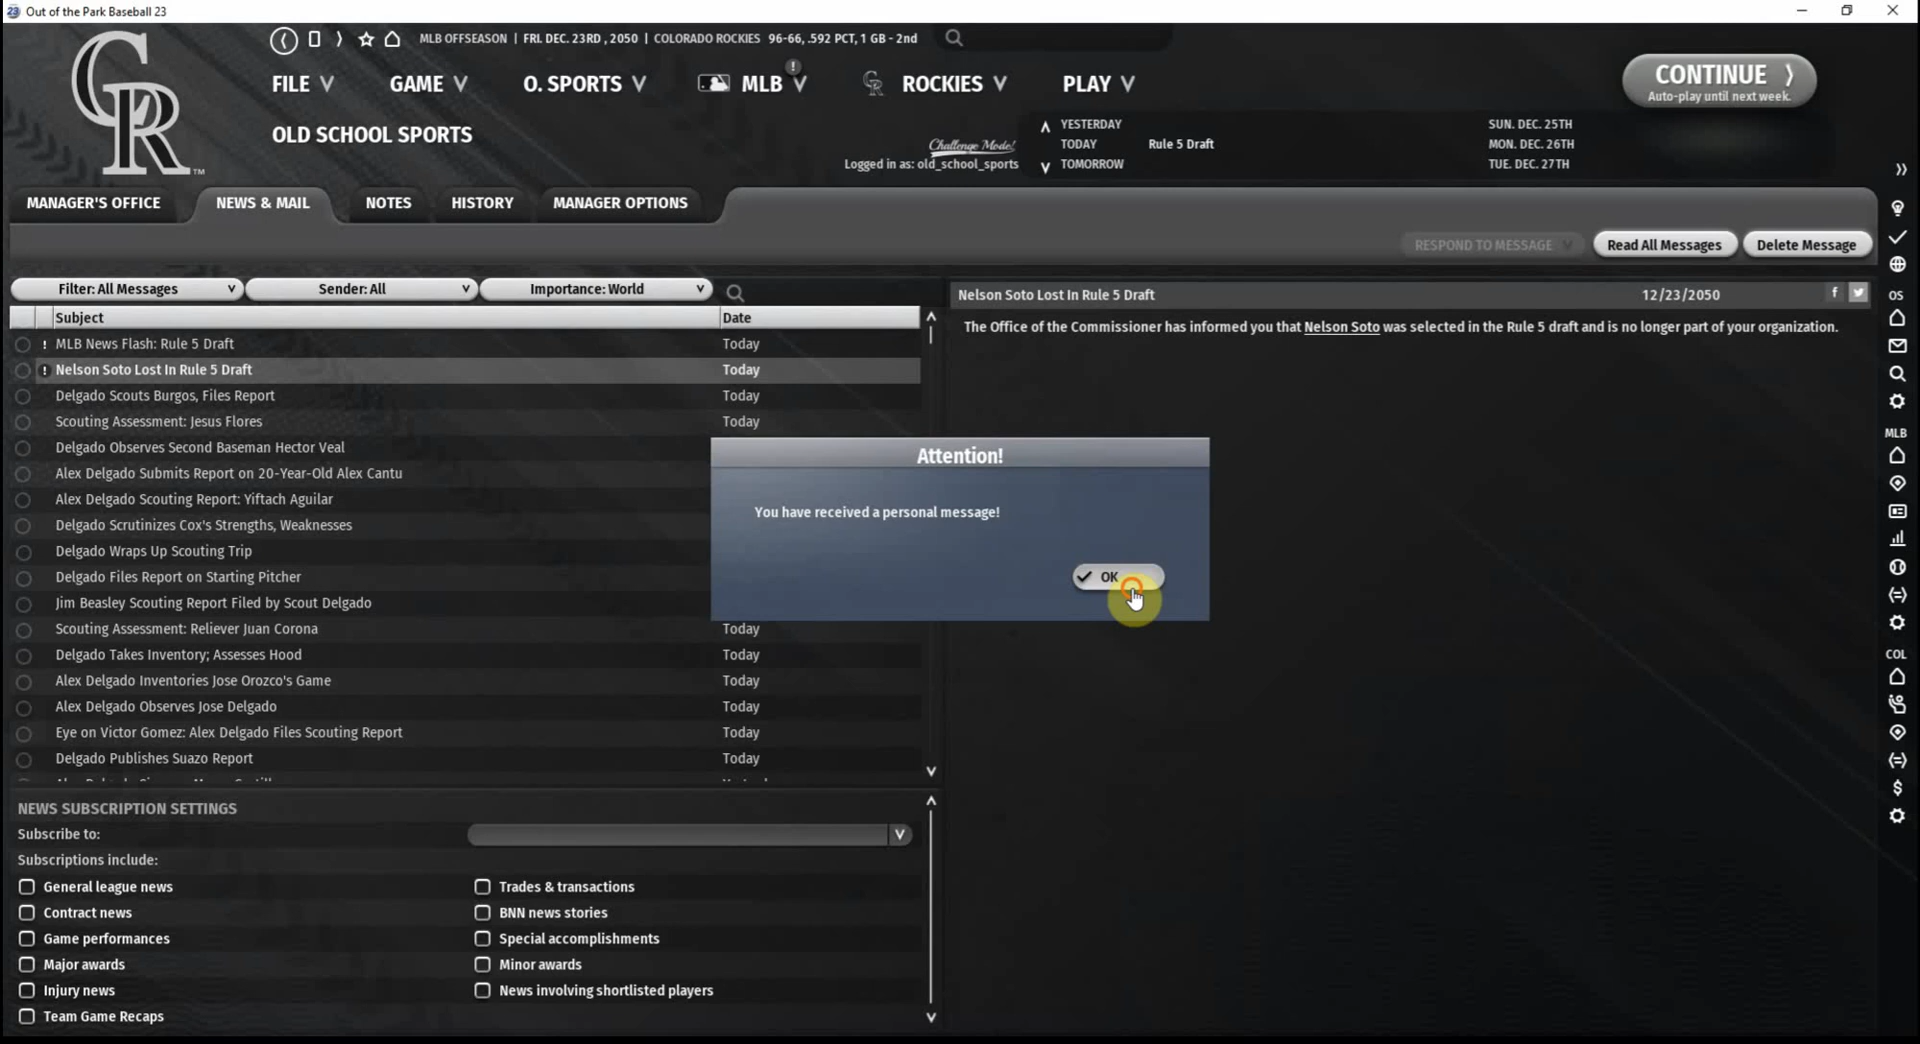 23 Out of the Park Baseball 23
CR
TM
MLB OFFSEASON | FRI. DEC. 23RD , 2050 | COLORADO ROCKIES 96-66, .592 PCT, 1 GB - 2nd
FILE GAME O. SPORTS MLB ! ROCKIES PLAY
CONTINUE
Auto-play until next week.
OLD SCHOOL SPORTS
Challenge Mode!
Logged in as: old_school_sports
YESTERDAY
TODAY Rule 5 Draft
TOMORROW
SUN. DEC. 25TH
MON. DEC. 26TH
TUE. DEC. 27TH
MANAGER'S OFFICE NEWS & MAIL NOTES HISTORY MANAGER OPTIONS
RESPOND TO MESSAGE Read All Messages Delete Message
Filter: All Messages Sender: All Importance: World
Subject Date
! MLB News Flash: Rule 5 Draft Today
! Nelson Soto Lost In Rule 5 Draft Today
Delgado Scouts Burgos, Files Report Today
Scouting Assessment: Jesus Flores Today
Delgado Observes Second Baseman Hector Veal
Alex Delgado Submits Report on 20-Year-Old Alex Cantu
Alex Delgado Scouting Report: Yiftach Aguilar
Delgado Scrutinizes Cox's Strengths, Weaknesses
Delgado Wraps Up Scouting Trip
Delgado Files Report on Starting Pitcher
Jim Beasley Scouting Report Filed by Scout Delgado
Scouting Assessment: Reliever Juan Corona Today
Delgado Takes Inventory; Assesses Hood Today
Alex Delgado Inventories Jose Orozco's Game Today
Alex Delgado Observes Jose Delgado Today
Eye on Victor Gomez: Alex Delgado Files Scouting Report Today
Delgado Publishes Suazo Report Today
Nelson Soto Lost In Rule 5 Draft 12/23/2050
The Office of the Commissioner has informed you that Nelson Soto was selected in the Rule 5 draft and is no longer part of your organization.
Attention!
You have received a personal message!
OK
NEWS SUBSCRIPTION SETTINGS
Subscribe to:
Subscriptions include:
General league news Trades & transactions
Contract news BNN news stories
Game performances Special accomplishments
Major awards Minor awards
Injury news News involving shortlisted players
Team Game Recaps
OS
MLB
COL
$